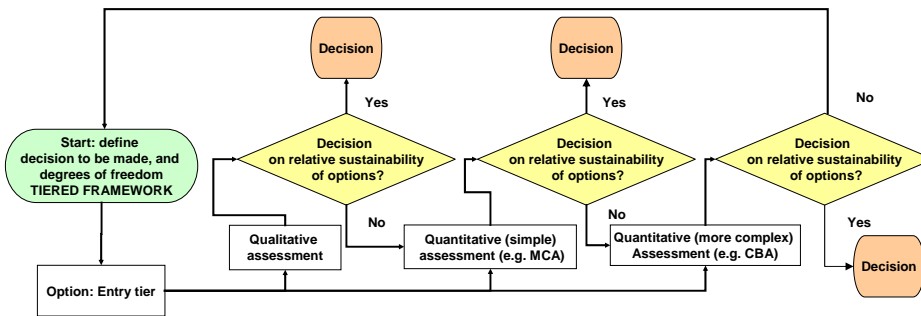 Decision
Yes
Decision
Yes
No
Start: define
decision to be made, and
degrees of freedom
TIERED FRAMEWORK
Decision
on relative sustainability
of options?
Decision
on relative sustainability
of options?
Decision
on relative sustainability
of options?
No
No
Yes
Qualitative
assessment
Quantitative (simple)
assessment (e.g. MCA)
Quantitative (more complex)
Assessment (e.g. CBA)
Decision
Option: Entry tier